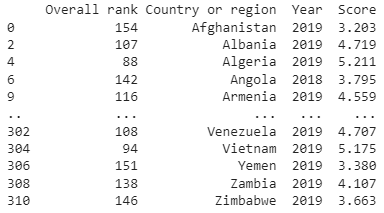 Overall rank Country or region Year Score
0 154 Afghanistan 2019 3.203
2 107 Albania 2019 4.719
4 88 Algeria 2019 5.211
6 142 Angola 2018 3.795
9 116 Armenia 2019 4.559
.. ... ... ... ...
302 108 Venezuela 2019 4.707
304 94 Vietnam 2019 5.175
306 151 Yemen 2019 3.380
308 138 Zambia 2019 4.107
310 146 Zimbabwe 2019 3.663